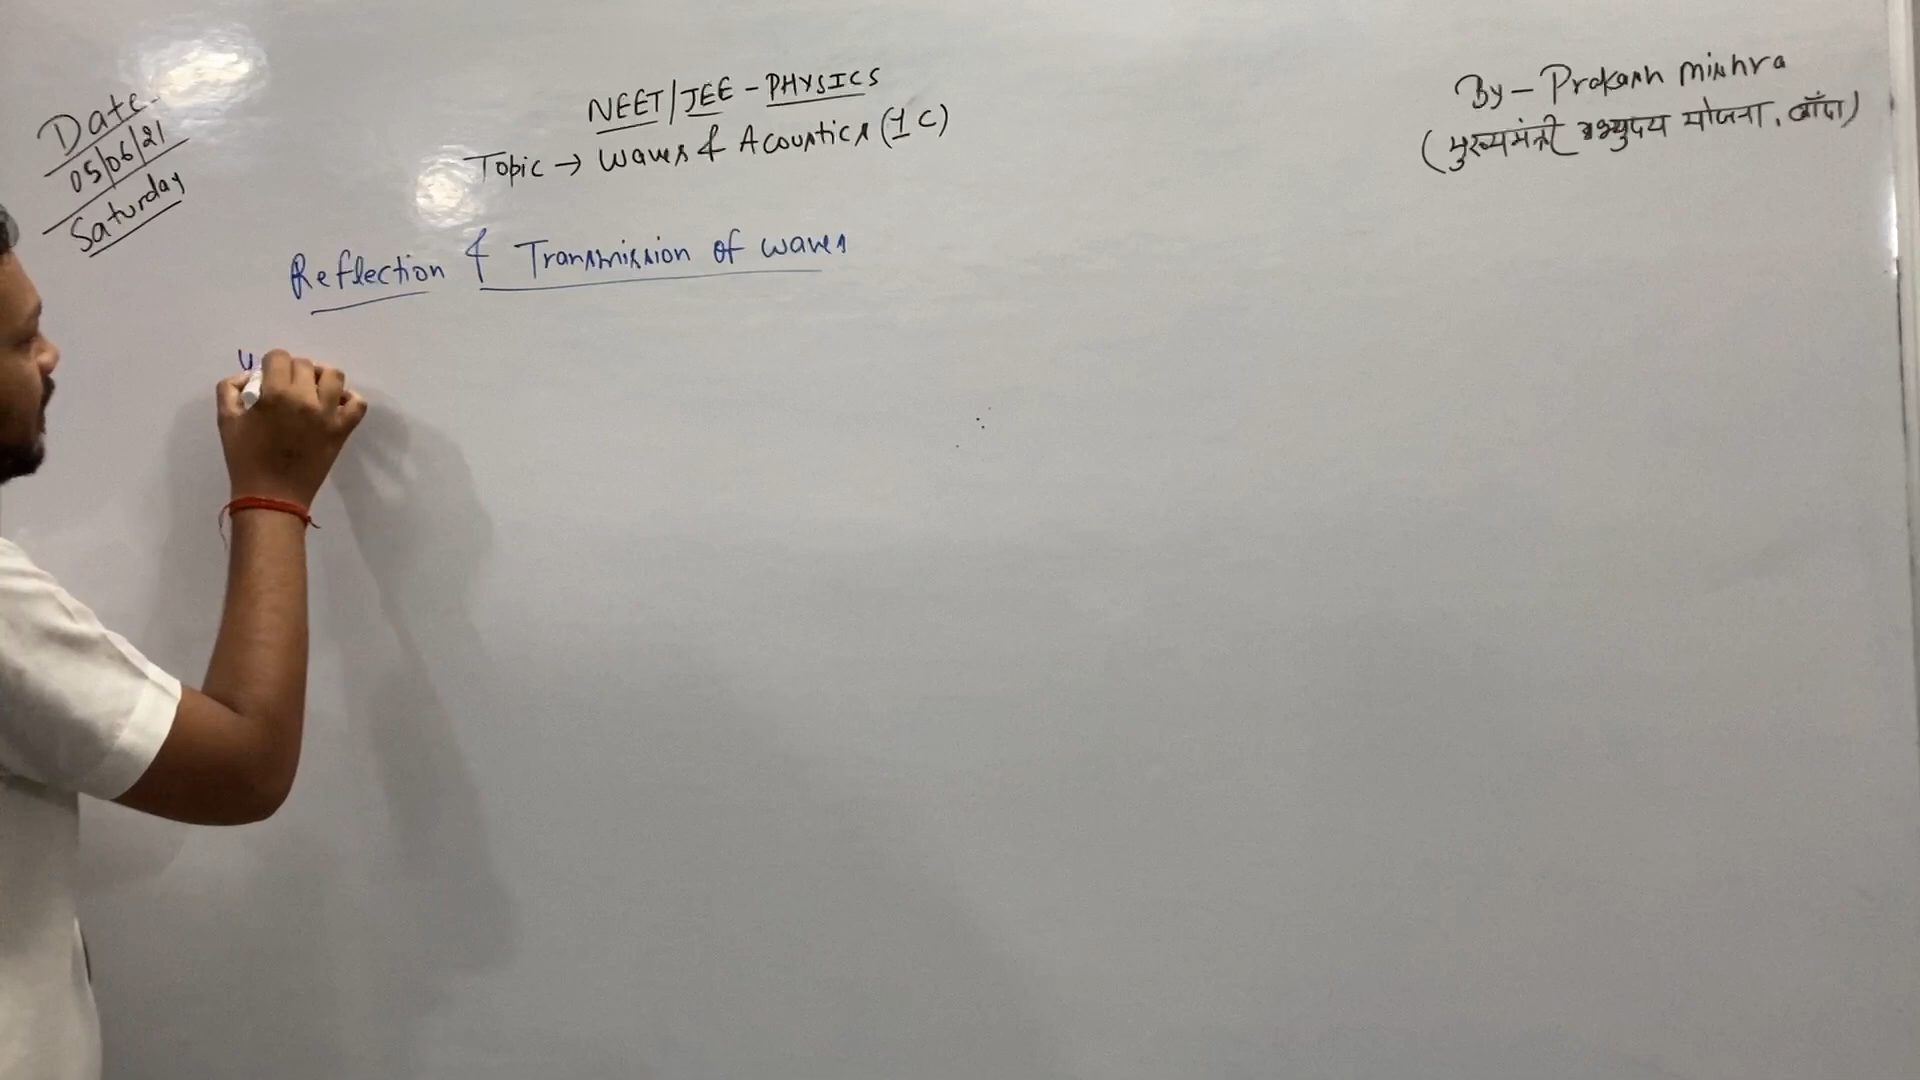 Date-
05/06/21
Saturday
NEET/JEE - PHYSICS
Topic → Waves & Acoustics (1C)
By - Prakash Mishra
(मुख्यमंत्री अभ्युदय योजना, बाँदा)
Reflection & Transmission of waves
y